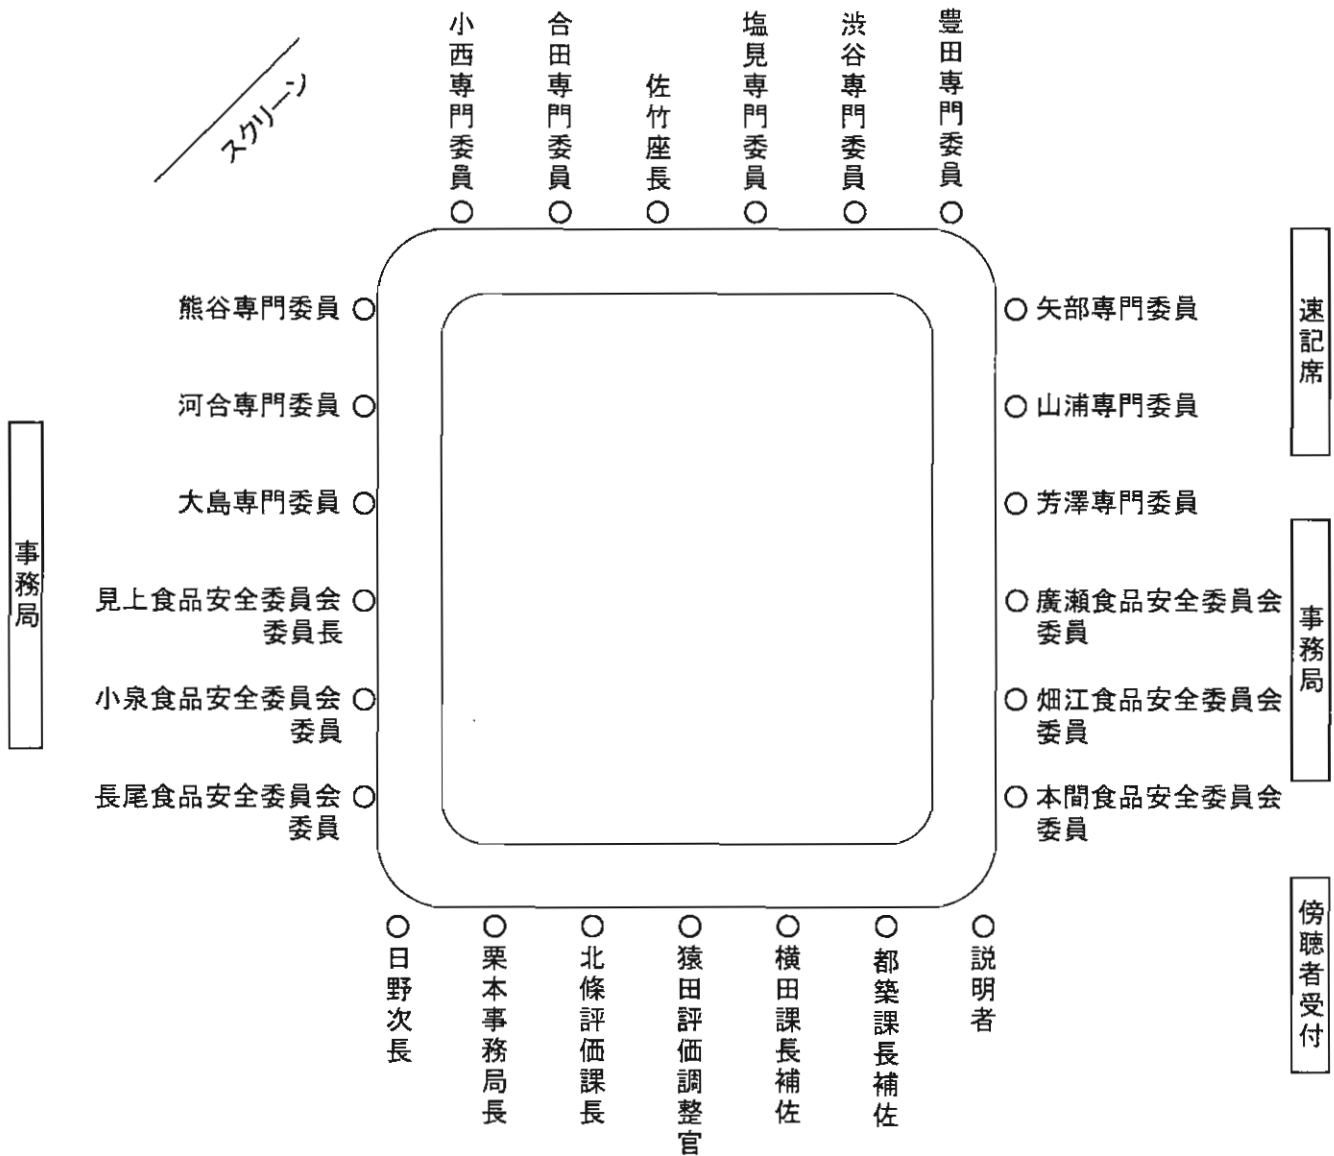 スクリーン
小西専門委員
合田専門委員
佐竹座長
塩見専門委員
渋谷専門委員
豊田専門委員
熊谷専門委員
河合専門委員
大島専門委員
見上食品安全委員会
委員長
小泉食品安全委員会
委員
長尾食品安全委員会
委員
事務局
矢部専門委員
山浦専門委員
芳澤専門委員
廣瀬食品安全委員会
委員
畑江食品安全委員会
委員
本間食品安全委員会
委員
速記席
事務局
傍聴者受付
日野次長
栗本事務局長
北條評価課長
猿田評価調整官
横田課長補佐
都築課長補佐
説明者